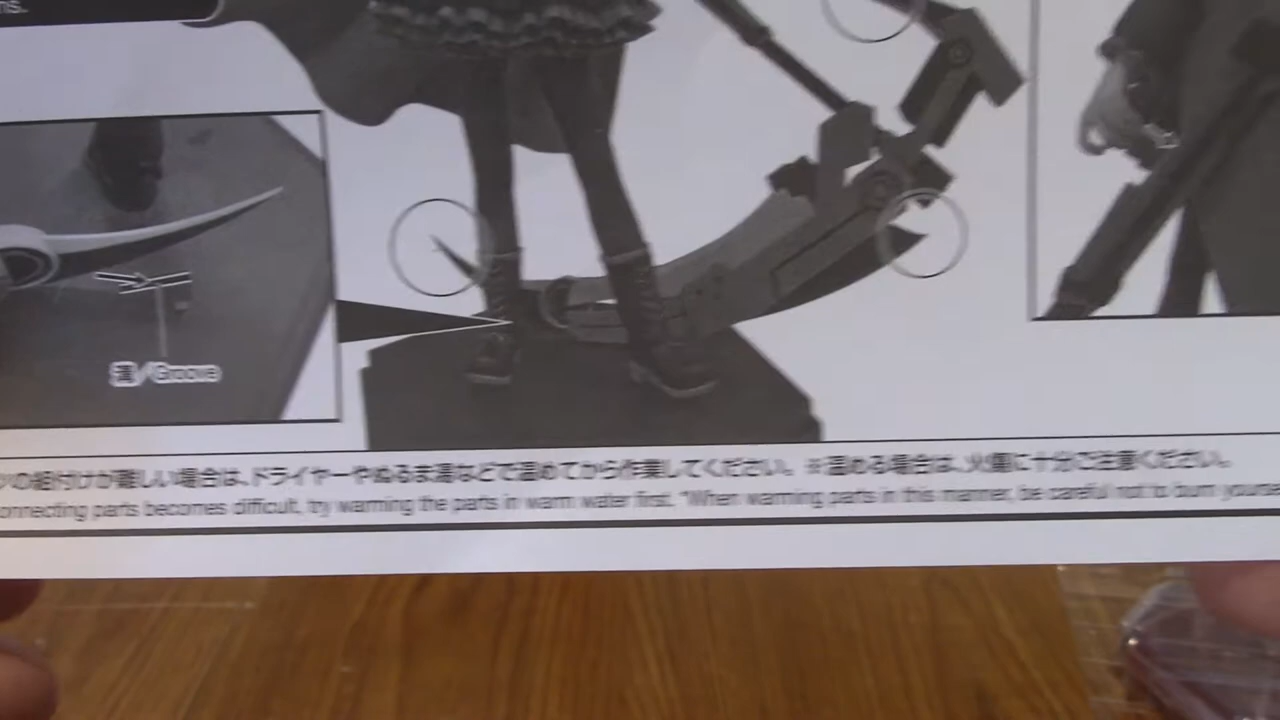 ns.
溝/Groove
ツの組付けが難しい場合は、ドライヤーやぬるま湯などで温めてから作業してください。※温める場合は、火傷に十分ご注意ください。
onnecting parts becomes difficult, try warming the parts in warm water first. *When warming parts in this manner, be careful not to burn yourse